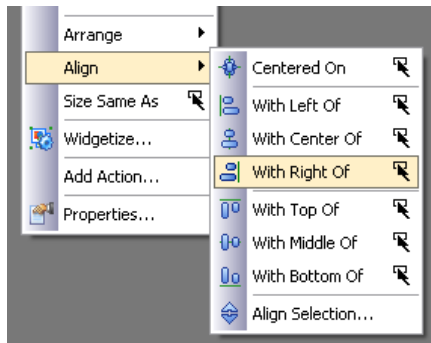 Arrange
Align
Size Same As
Widgetize...
Add Action...
Properties...
Centered On
With Left Of
With Center Of
With Right Of
With Top Of
With Middle Of
With Bottom Of
Align Selection...